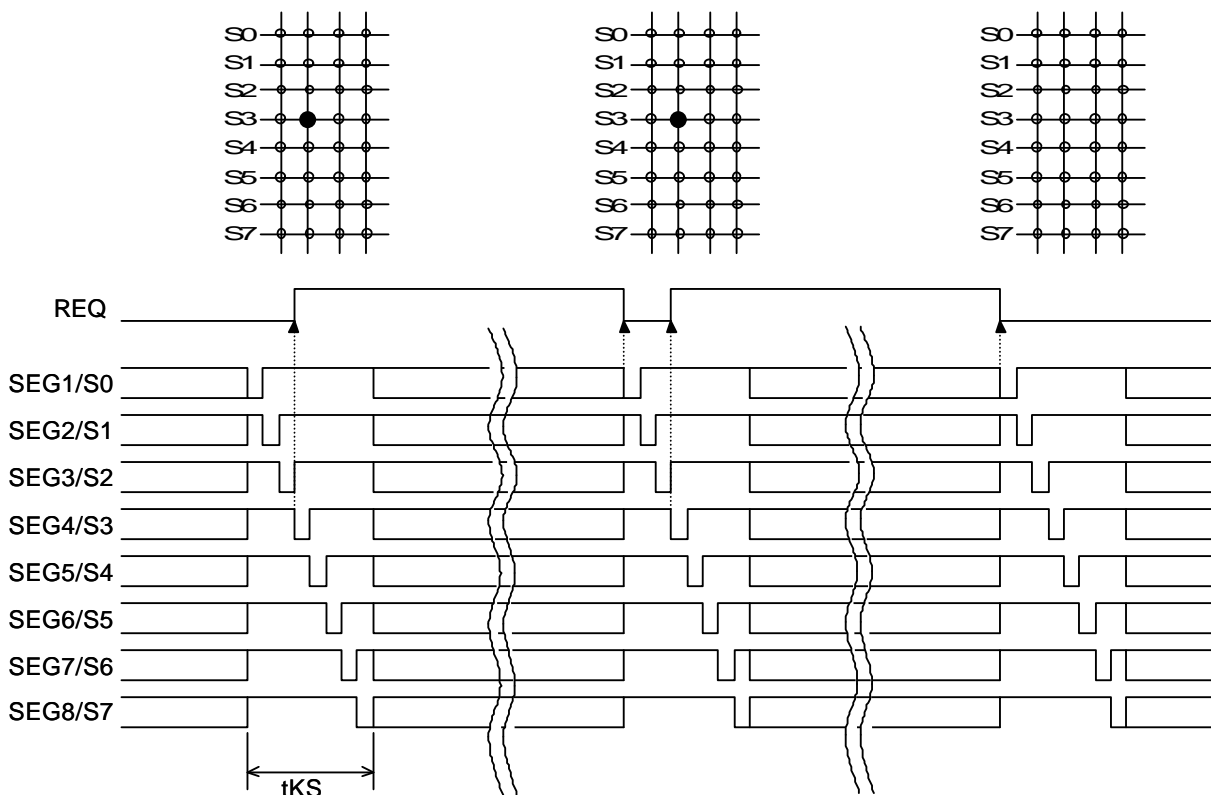 S0 S0 S0
S1 S1 S1
S2 S2 S2
S3 S3 S3
S4 S4 S4
S5 S5 S5
S6 S6 S6
S7 S7 S7
REQ
SEG1/S0
SEG2/S1
SEG3/S2
SEG4/S3
SEG5/S4
SEG6/S5
SEG7/S6
SEG8/S7
tKS